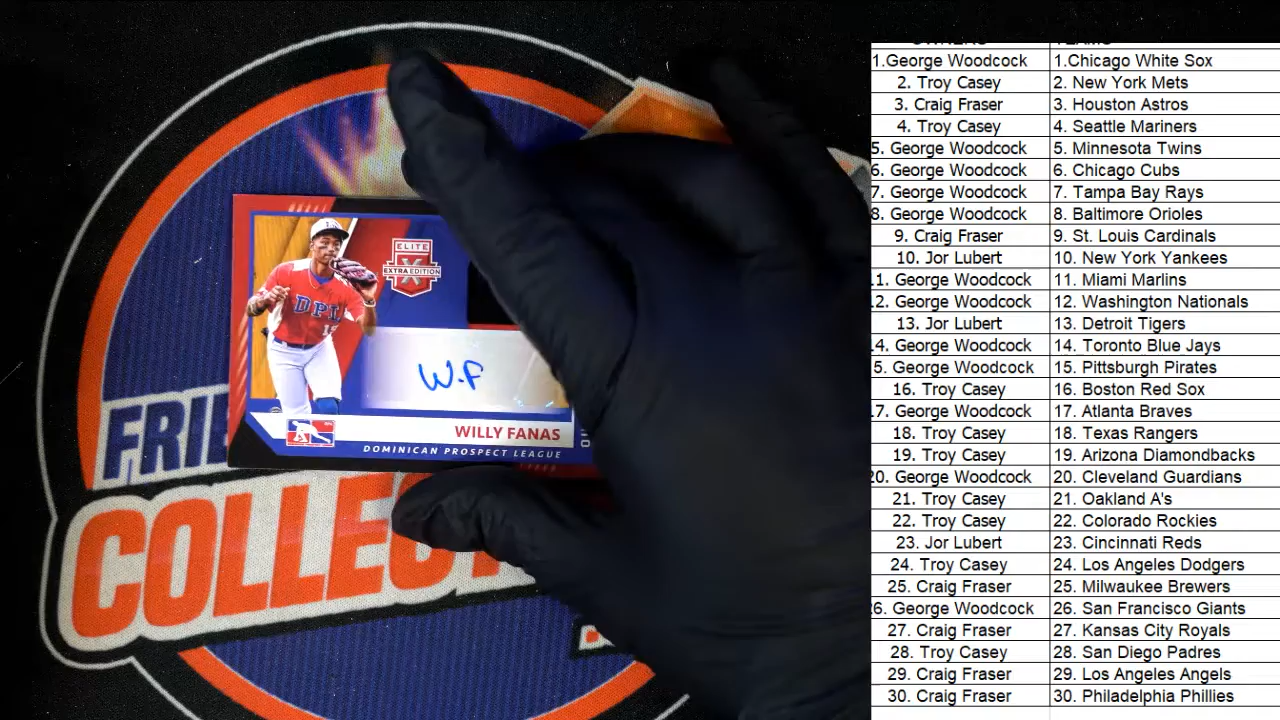 ELITE
X
EXTRA EDITION
DPL
W.F
WILLY FANAS
DOMINICAN PROSPECT LEAGUE
FRIE
COLLEC
OWNERS TEAMS
1.George Woodcock 1.Chicago White Sox
2. Troy Casey 2. New York Mets
3. Craig Fraser 3. Houston Astros
4. Troy Casey 4. Seattle Mariners
5. George Woodcock 5. Minnesota Twins
6. George Woodcock 6. Chicago Cubs
7. George Woodcock 7. Tampa Bay Rays
8. George Woodcock 8. Baltimore Orioles
9. Craig Fraser 9. St. Louis Cardinals
10. Jor Lubert 10. New York Yankees
11. George Woodcock 11. Miami Marlins
12. George Woodcock 12. Washington Nationals
13. Jor Lubert 13. Detroit Tigers
14. George Woodcock 14. Toronto Blue Jays
5. George Woodcock 15. Pittsburgh Pirates
16. Troy Casey 16. Boston Red Sox
17. George Woodcock 17. Atlanta Braves
18. Troy Casey 18. Texas Rangers
19. Troy Casey 19. Arizona Diamondbacks
20. George Woodcock 20. Cleveland Guardians
21. Troy Casey 21. Oakland A's
22. Troy Casey 22. Colorado Rockies
23. Jor Lubert 23. Cincinnati Reds
24. Troy Casey 24. Los Angeles Dodgers
25. Craig Fraser 25. Milwaukee Brewers
26. George Woodcock 26. San Francisco Giants
27. Craig Fraser 27. Kansas City Royals
28. Troy Casey 28. San Diego Padres
29. Craig Fraser 29. Los Angeles Angels
30. Craig Fraser 30. Philadelphia Phillies